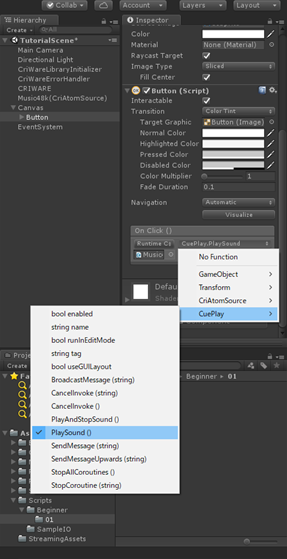 Collab
Account
Layers
Layout
Hierarchy
Create
All
TutorialScene*
Main Camera
Directional Light
CriWareLibraryInitializer
CriWareErrorHandler
CRIWARE
Music48k(CriAtomSource)
Canvas
Button
EventSystem
Inspector
Color
Material
None (Material)
Raycast Target
Image Type
Sliced
Fill Center
Button (Script)
Interactable
Transition
Color Tint
Target Graphic
Button (Image)
Normal Color
Highlighted Color
Pressed Color
Disabled Color
Color Multiplier
1
Fade Duration
0.1
Navigation
Automatic
Visualize
On Click ()
Runtime CuePlay.PlaySound
Music
No Function
GameObject
Transform
CriAtomSource
CuePlay
bool enabled
string name
bool runInEditMode
string tag
bool useGUILayout
BroadcastMessage (string)
CancelInvoke (string)
CancelInvoke ()
PlayAndStopSound ()
PlaySound ()
SendMessage (string)
SendMessageUpwards (string)
StopAllCoroutines ()
StopCoroutine (string)
Beginner
01
Scripts
Beginner
01
SampleIO
StreamingAssets